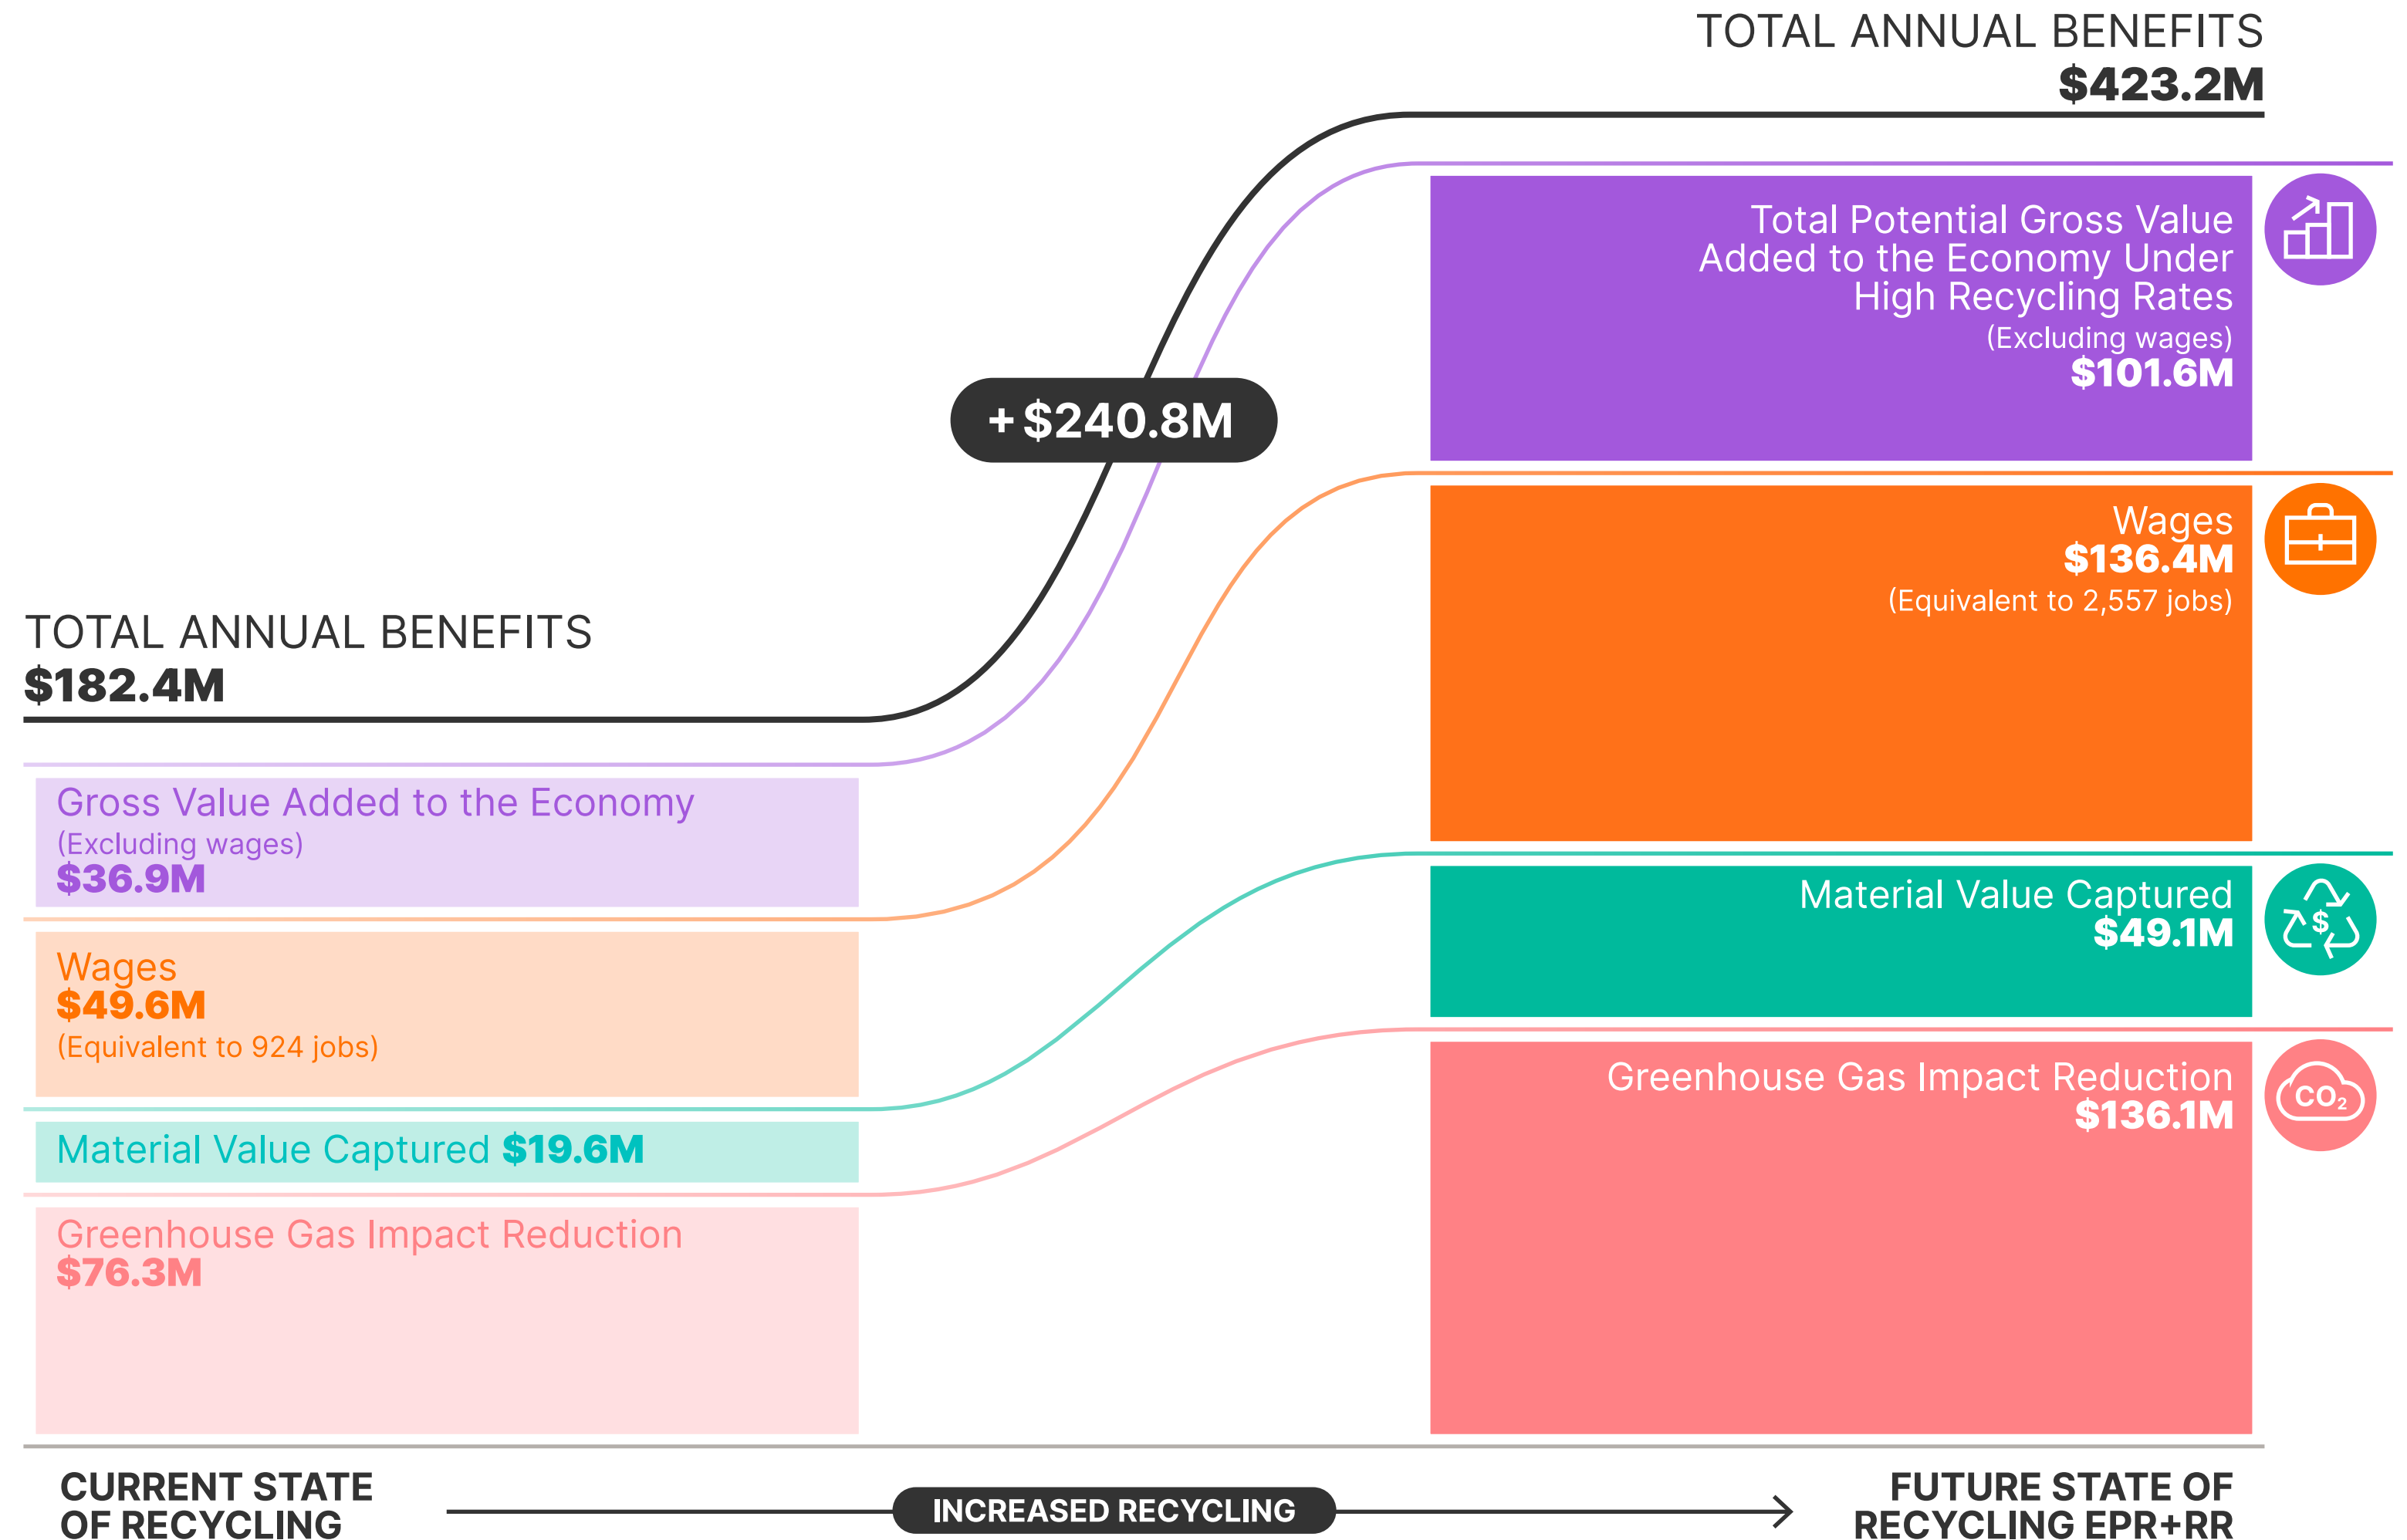 TOTAL ANNUAL BENEFITS
$423.2M
Total Potential Gross Value
Added to the Economy Under
High Recycling Rates
(Excluding wages)
$101.6M
+ $240.8M
Wages
$136.4M
(Equivalent to 2,557 jobs)
TOTAL ANNUAL BENEFITS
$182.4M
Gross Value Added to the Economy
(Excluding wages)
$36.9M
Material Value Captured
$49.1M
$
Wages
$49.6M
(Equivalent to 924 jobs)
Greenhouse Gas Impact Reduction
$136.1M
CO₂
Material Value Captured $19.6M
Greenhouse Gas Impact Reduction
$76.3M
CURRENT STATE
OF RECYCLING
INCREASED RECYCLING
FUTURE STATE OF
RECYCLING EPR+RR